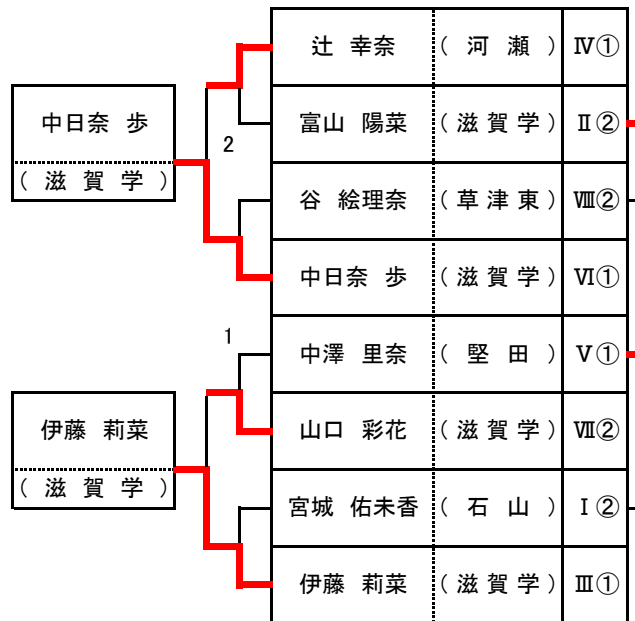 辻 幸奈 ( 河 瀬 ) Ⅳ①
中日奈 歩
( 滋 賀 学 )
2
富山 陽菜 ( 滋 賀 学 ) Ⅱ②
谷 絵理奈 ( 草 津 東 ) Ⅷ②
中日奈 歩 ( 滋 賀 学 ) Ⅵ①
1
中澤 里奈 ( 堅 田 ) Ⅴ①
伊藤 莉菜
( 滋 賀 学 )
山口 彩花 ( 滋 賀 学 ) Ⅶ②
宮城 佑未香 ( 石 山 ) Ⅰ②
伊藤 莉菜 ( 滋 賀 学 ) Ⅲ①